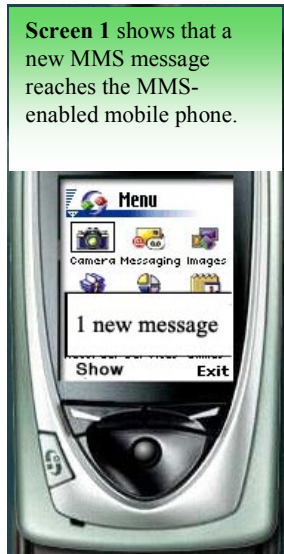 Screen 1 shows that a
new MMS message
reaches the MMS-
enabled mobile phone.
Menu
Camera Messaging Images
1 new message
Show Exit